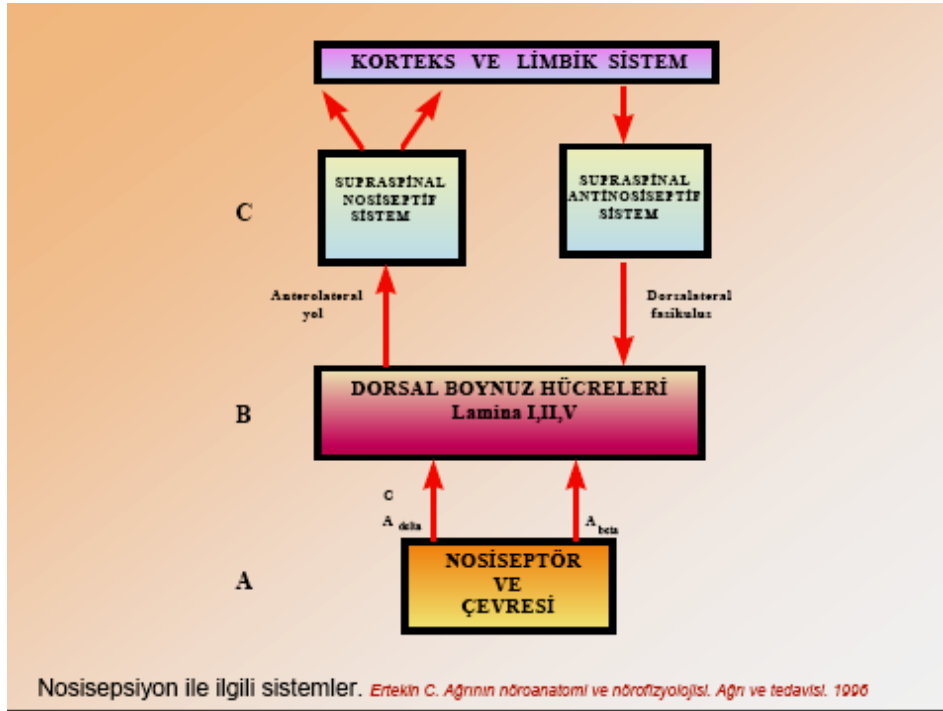 KORTEKS VE LİMBİK SİSTEM
SUPRASPİNAL
NOSİSEPTİF
SİSTEM
SUPRASPİNAL
ANTİNOSİSEPTİF
SİSTEM
C
Anterolateral
yol
Dorsalateral
fasikulus
DORSAL BOYNUZ HÜCRELERİ
Lamina I,II,V
B
C
A delta
A beta
NOSİSEPTÖR
VE
ÇEVRESİ
A
Nosisepsiyon ile ilgili sistemler. Ertekin C. Ağrının nöroanatomi ve nörofizyolojisi. Ağrı ve tedavisi. 1996